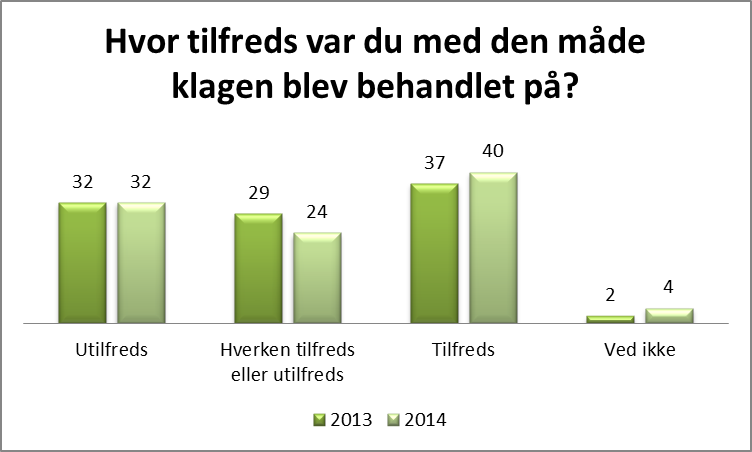 Hvor tilfreds var du med den måde
klagen blev behandlet på?
32 32 29 24 37 40 2 4
Utilfreds Hverken tilfreds Tilfreds Ved ikke
eller utilfreds
2013 2014